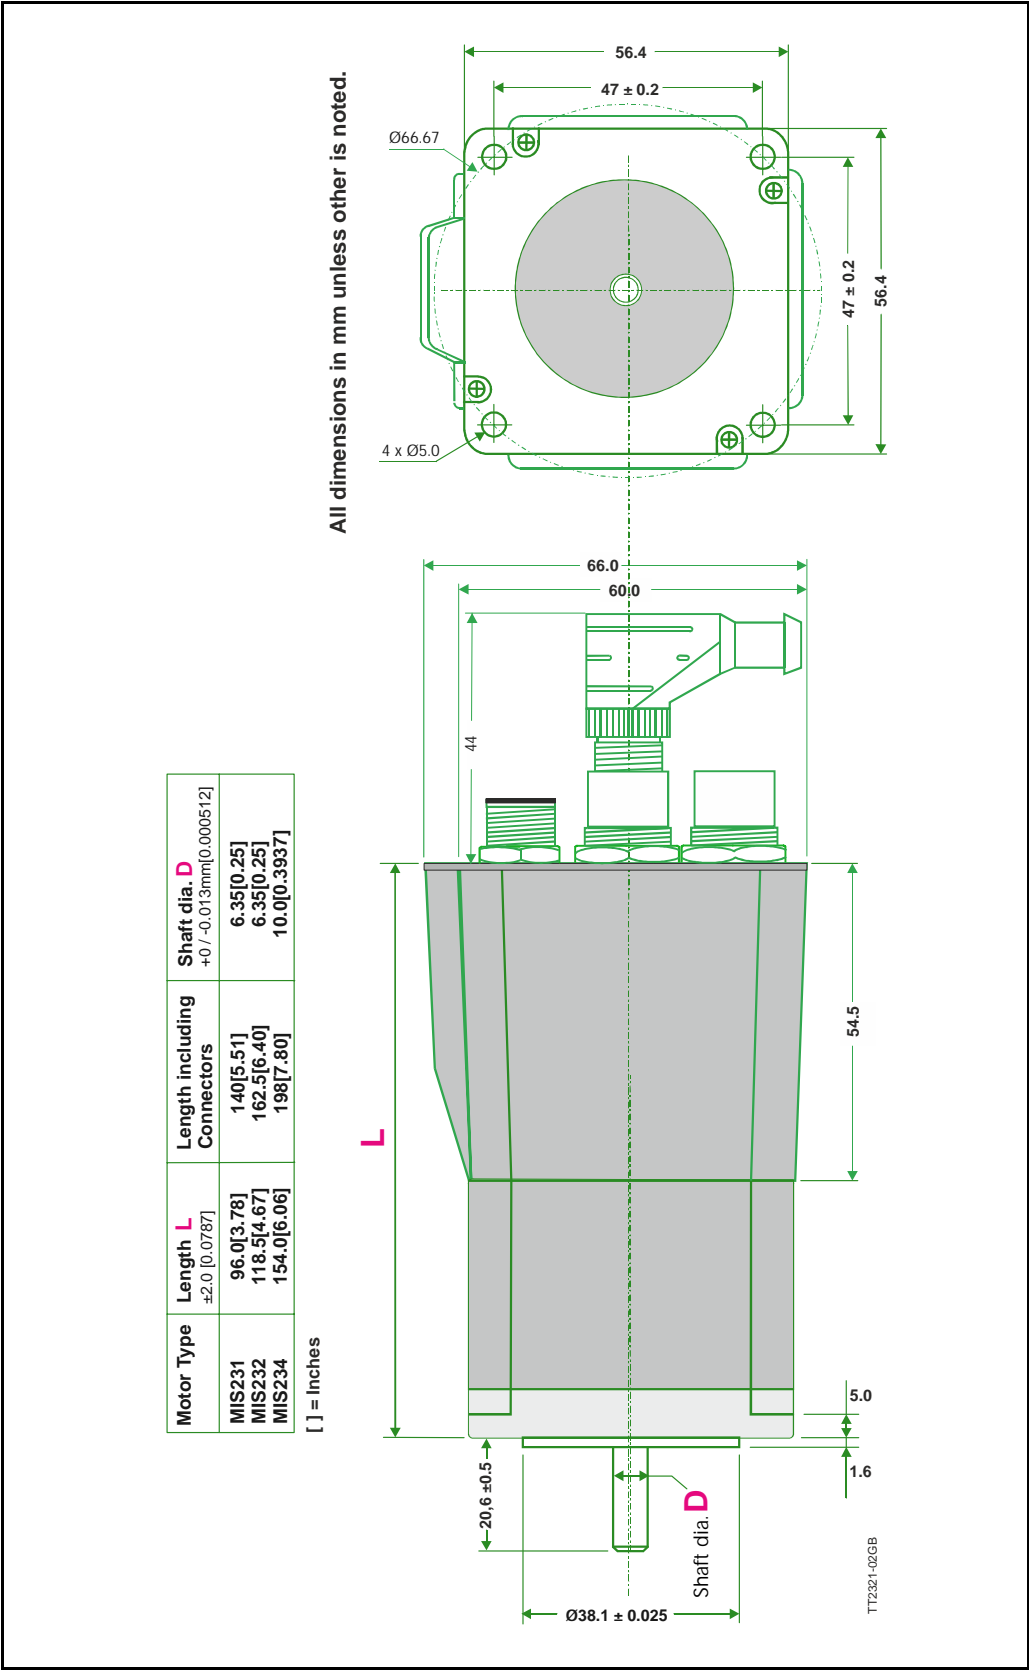 56.4
47 ± 0.2
Ø66.67
All dimensions in mm unless other is noted.
47 ± 0.2
56.4
4 x Ø5.0
66.0
60.0
44
Motor Type Length L Length including Shaft dia. D
±2.0 [0.0787] Connectors +0 / -0.013mm[0.000512]
MIS231 96.0[3.78] 140[5.51] 6.35[0.25]
MIS232 118.5[4.67] 162.5[6.40] 6.35[0.25]
MIS234 154.0[6.06] 198[7.80] 10.0[0.3937]
[ ] = Inches
L
54.5
5.0
1.6
20,6 ±0.5
Shaft dia. D
Ø38.1 ± 0.025
TT2321-02GB